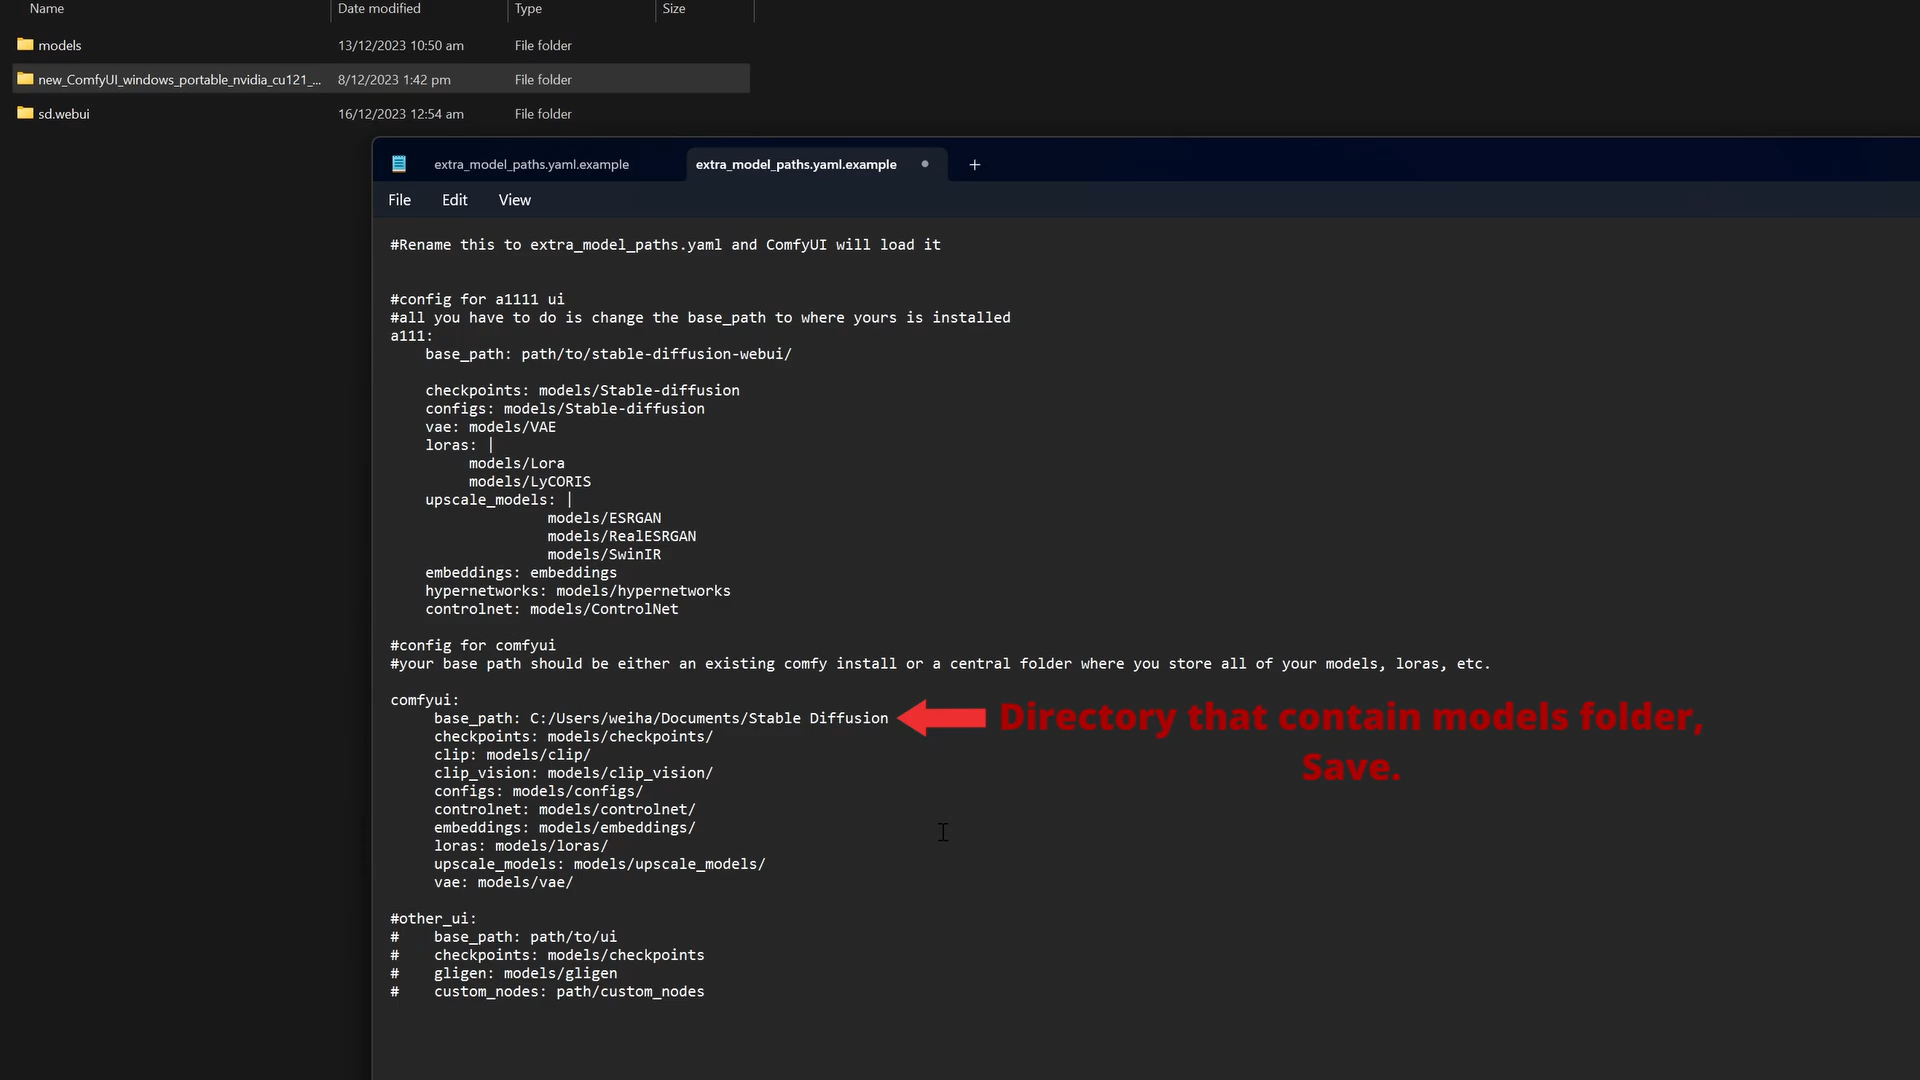 Name Date modified Type Size
models 13/12/2023 10:50 am File folder
new_ComfyUI_windows_portable_nvidia_cu121_... 8/12/2023 1:42 pm File folder
sd.webui 16/12/2023 12:54 am File folder
extra_model_paths.yaml.example extra_model_paths.yaml.example
File Edit View
#Rename this to extra_model_paths.yaml and ComfyUI will load it
#config for a1111 ui
#all you have to do is change the base_path to where yours is installed
a111:
base_path: path/to/stable-diffusion-webui/
checkpoints: models/Stable-diffusion
configs: models/Stable-diffusion
vae: models/VAE
loras: |
models/Lora
models/LyCORIS
upscale_models: |
models/ESRGAN
models/RealESRGAN
models/SwinIR
embeddings: embeddings
hypernetworks: models/hypernetworks
controlnet: models/ControlNet
#config for comfyui
#your base path should be either an existing comfy install or a central folder where you store all of your models, loras, etc.
comfyui:
base_path: C:/Users/weiha/Documents/Stable Diffusion
Directory that contain models folder,
Save.
checkpoints: models/checkpoints/
clip: models/clip/
clip_vision: models/clip_vision/
configs: models/configs/
controlnet: models/controlnet/
embeddings: models/embeddings/
loras: models/loras/
upscale_models: models/upscale_models/
vae: models/vae/
#other_ui:
# base_path: path/to/ui
# checkpoints: models/checkpoints
# gligen: models/gligen
# custom_nodes: path/custom_nodes